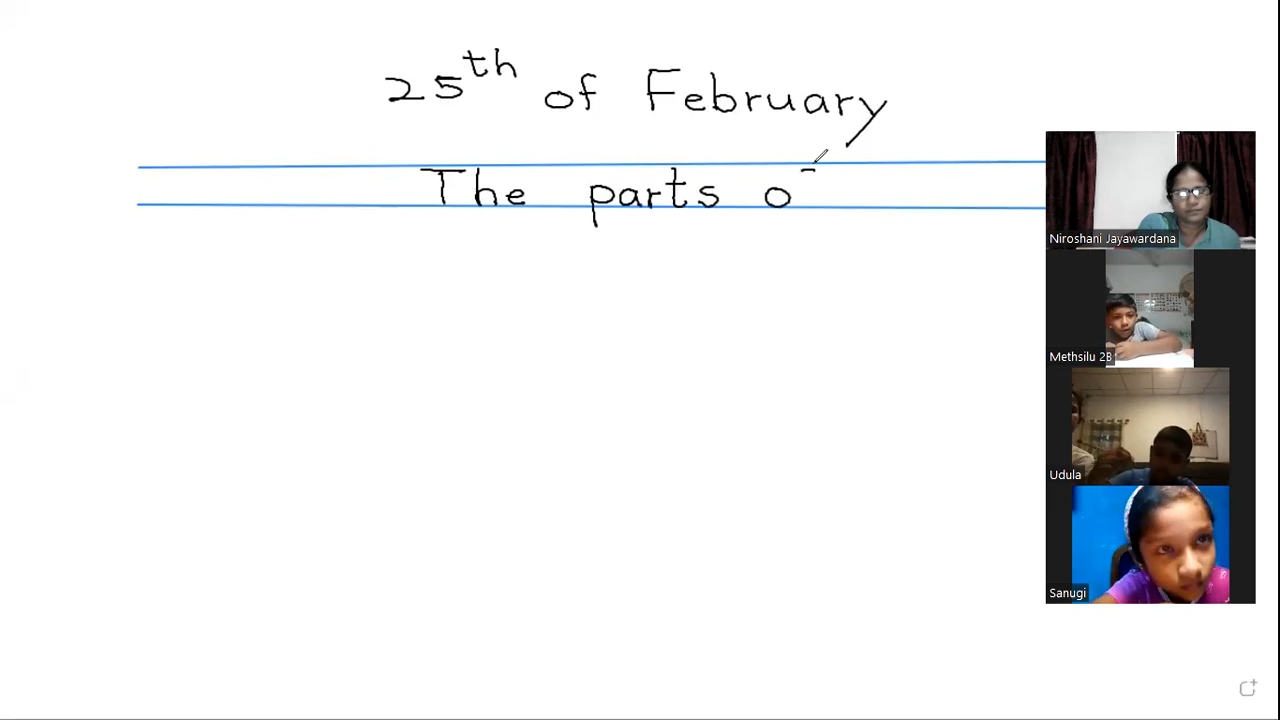 25th of February
The parts o
Niroshani Jayawardana
Methsilu 2B
Udula
Sanugi